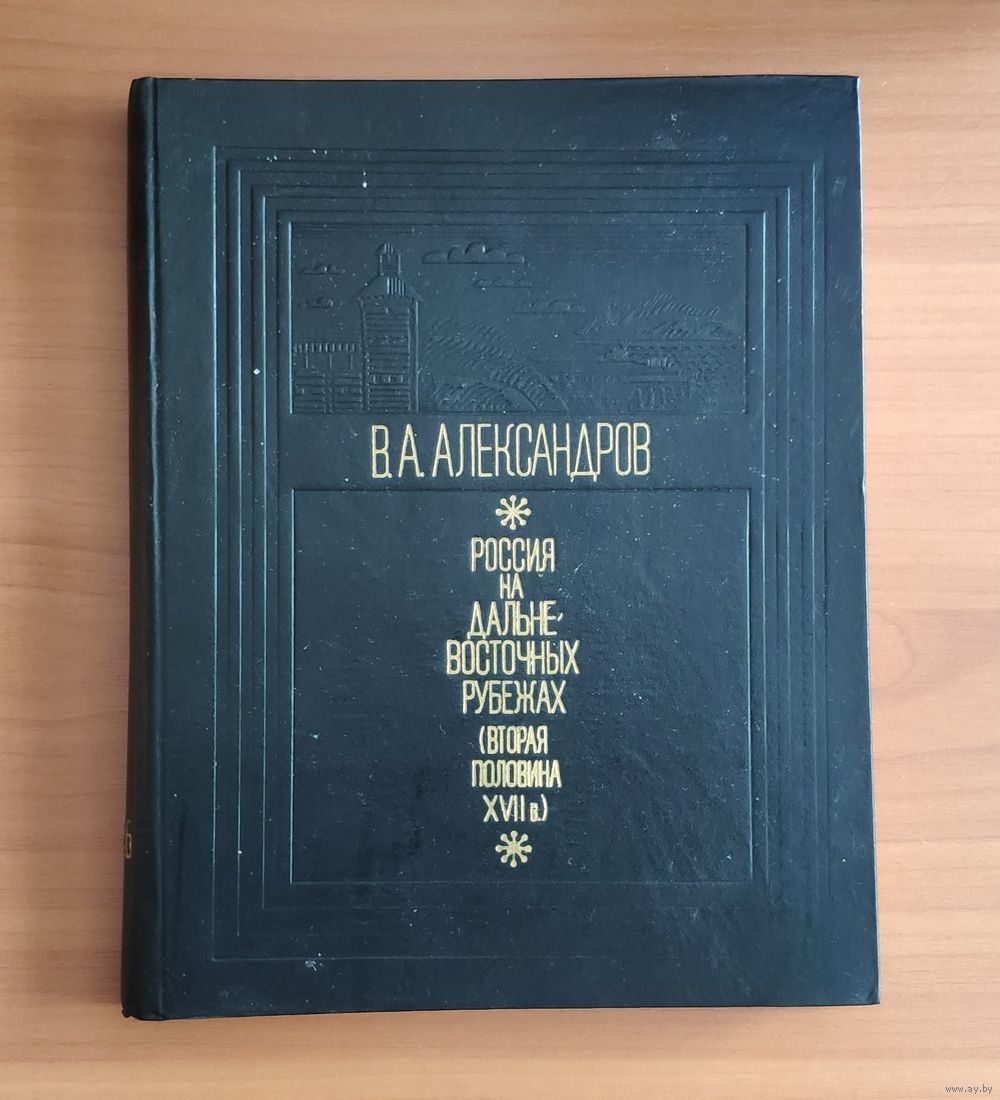 В.А. АЛЕКСАНДРОВ
РОССИЯ
НА
ДАЛЬНЕ-
ВОСТОЧНЫХ
РУБЕЖАХ
(ВТОРАЯ
ПОЛОВИНА
XVII в.)
www.ay.by